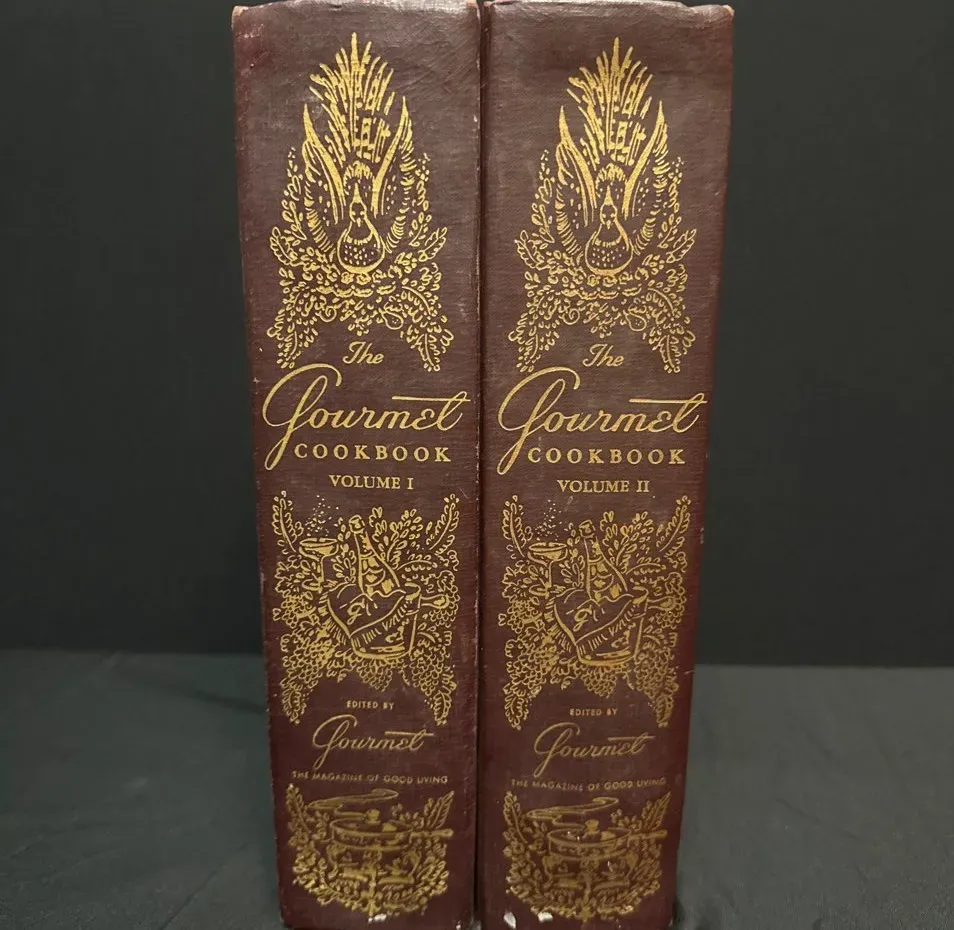 The
Gourmet
COOKBOOK
VOLUME I
EDITED BY
Gourmet
THE MAGAZINE OF GOOD LIVING
The
Gourmet
COOKBOOK
VOLUME II
EDITED BY
Gourmet
THE MAGAZINE OF GOOD LIVING